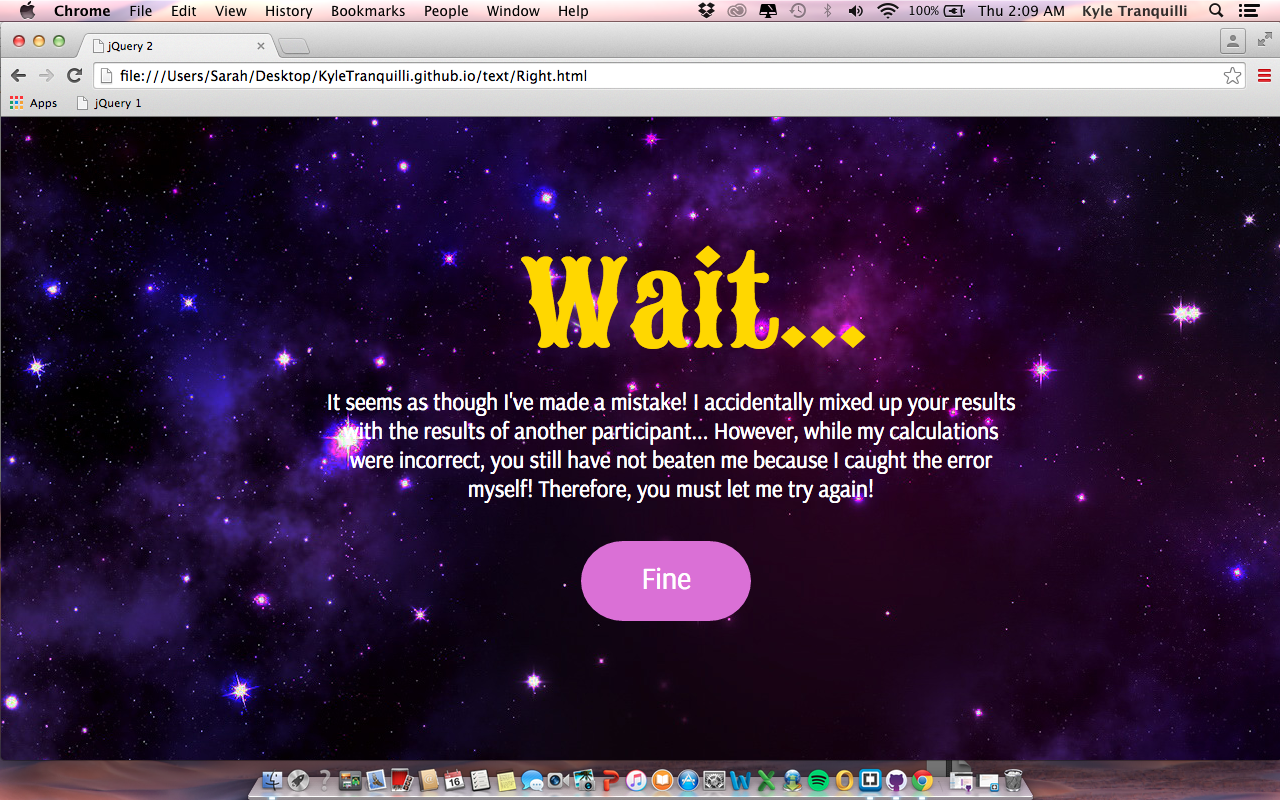 Chrome File Edit View History Bookmarks People Window Help 100% Thu 2:09 AM Kyle Tranquilli
jQuery 2
file:///Users/Sarah/Desktop/KyleTranquilli.github.io/text/Right.html
Apps jQuery 1
Wait...
It seems as though I've made a mistake! I accidentally mixed up your results
with the results of another participant... However, while my calculations
were incorrect, you still have not beaten me because I caught the error
myself! Therefore, you must let me try again!
Fine
16